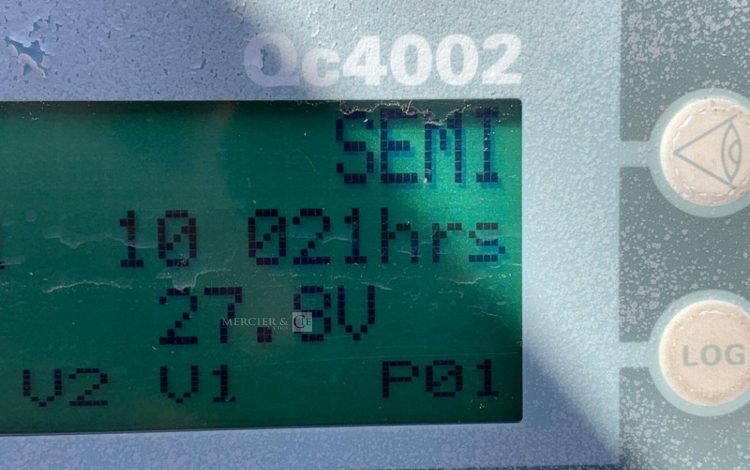 Qc4002
SEMI
10 021hrs
27.8V
MERCIER & CIE
V2 V1 P01
LOG